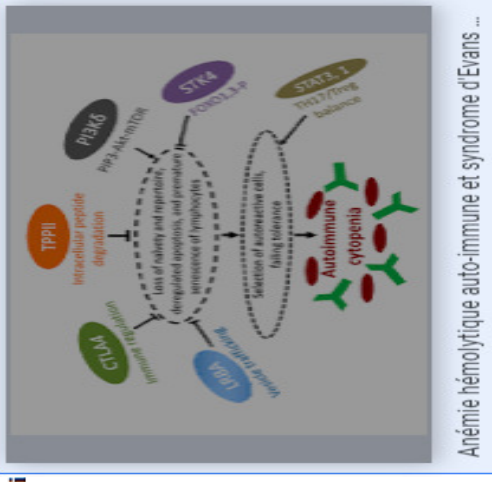 TPPII
Intracellular peptide
degradation
CTLA4
Immune regulation
PI3Kδ
PIP3-Akt-mTOR
LRBA
Vesicle trafficking
STK4
FOXO1,3-P
Loss of naivety and repertoire,
deregulated apoptosis, and premature
senescence of lymphocytes
STAT3, 1
TH17/Treg
balance
Selection of autoreactive cells,
failing tolerance
Autoimmune
cytopenia
Anémie hémolytique auto-immune et syndrome d'Evans ...